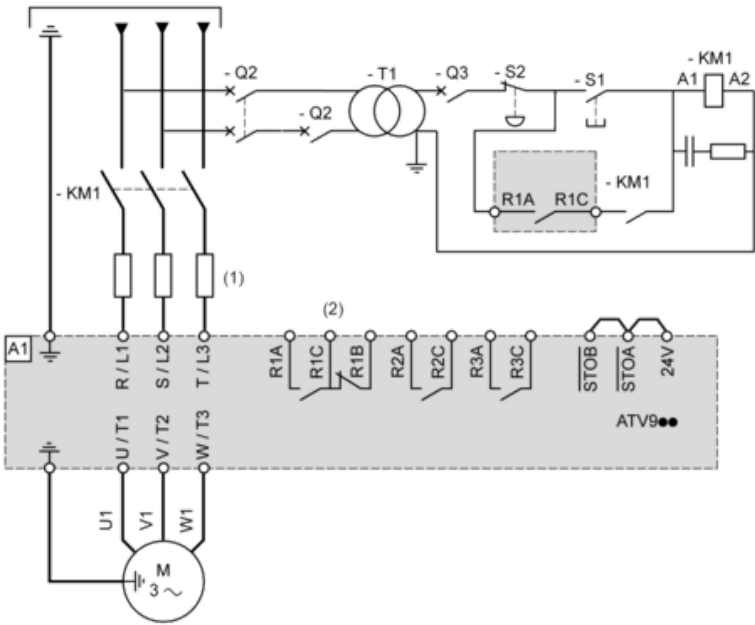 - Q2
- T1
- Q3
- S2
- S1
- KM1
A1 A2
- Q2
- KM1
R1A R1C
- KM1
(1)
(2)
A1
R / L1
S / L2
T / L3
R1A
R1C
R1B
R2A
R2C
R3A
R3C
STOB
STOA
24V
ATV9●●
U / T1
V / T2
W / T3
U1
V1
W1
M
3 ~